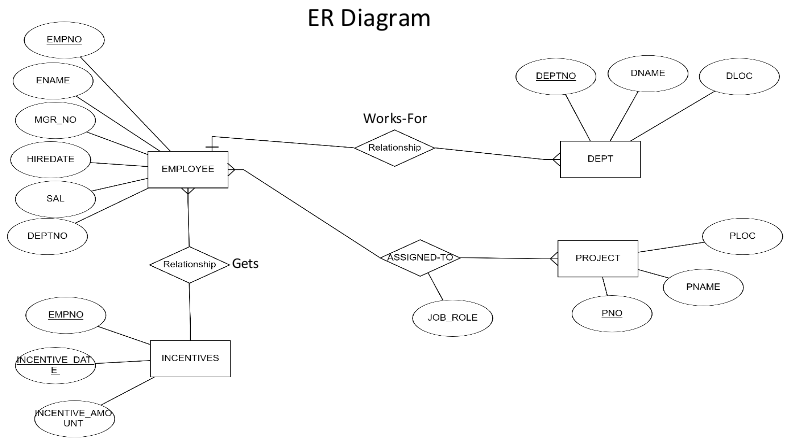 ER Diagram
EMPNO
ENAME
MGR_NO
HIREDATE
SAL
DEPTNO
EMPLOYEE
Works-For
Relationship
DEPTNO
DNAME
DLOC
DEPT
Relationship
Gets
ASSIGNED-TO
JOB_ROLE
PROJECT
PLOC
PNAME
PNO
EMPNO
INCENTIVE_DAT
E
INCENTIVE_AMO
UNT
INCENTIVES